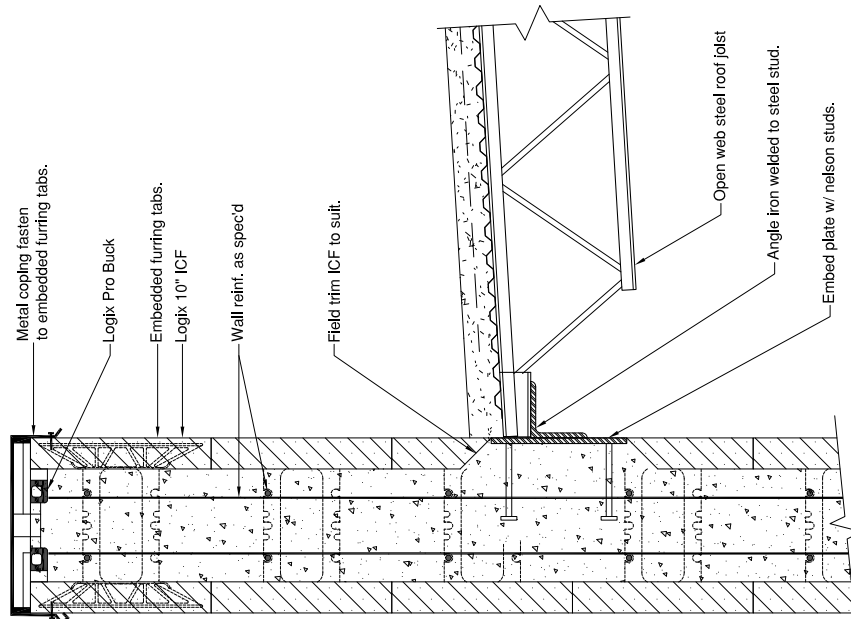 Metal coping fasten
to embedded furring tabs.
Logix Pro Buck
Embedded furring tabs.
Logix 10" ICF
Wall reinf. as spec'd
Field trim ICF to suit.
Open web steel roof joist
Angle iron welded to steel stud.
Embed plate w/ nelson studs.